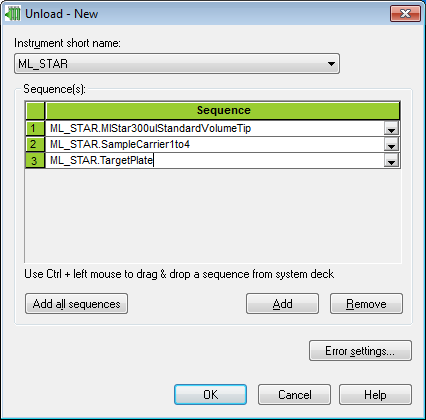 Unload - New
Instrument short name:
ML_STAR
Sequence(s):
Sequence
1 ML_STAR.MlStar300ulStandardVolumeTip
2 ML_STAR.SampleCarrier1to4
3 ML_STAR.TargetPlate
Use Ctrl + left mouse to drag & drop a sequence from system deck
Add all sequences Add Remove
Error settings...
OK Cancel Help